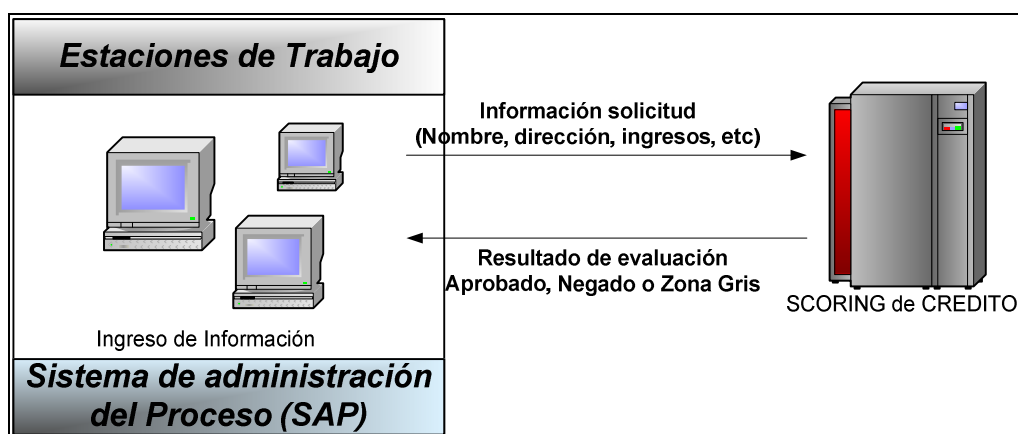 Estaciones de Trabajo
Información solicitud
(Nombre, dirección, ingresos, etc)
Resultado de evaluación
Aprobado, Negado o Zona Gris
SCORING de CREDITO
Ingreso de Información
Sistema de administración
del Proceso (SAP)